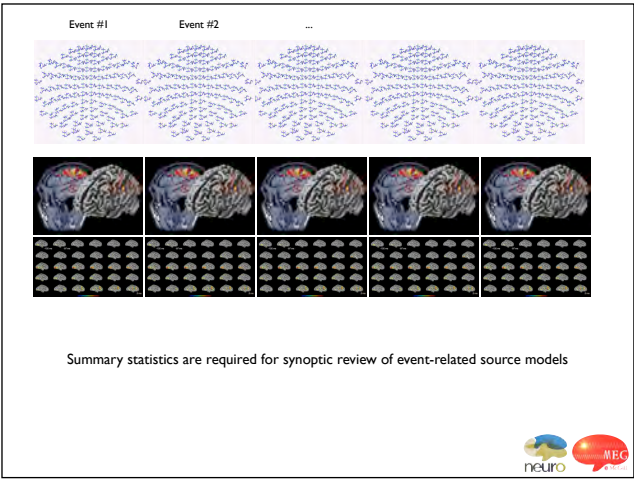 Event #1 Event #2 ...
Summary statistics are required for synoptic review of event-related source models
neuro
MEG